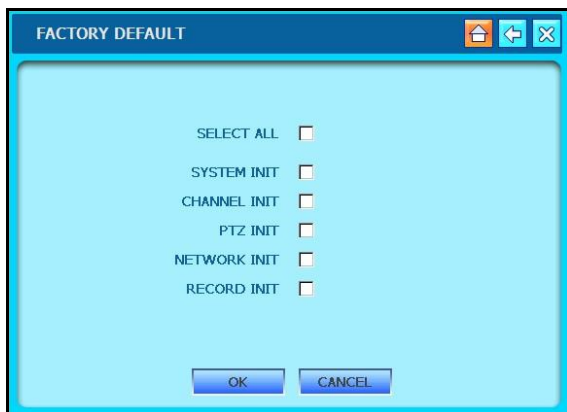 FACTORY DEFAULT
SELECT ALL
SYSTEM INIT
CHANNEL INIT
PTZ INIT
NETWORK INIT
RECORD INIT
OK CANCEL